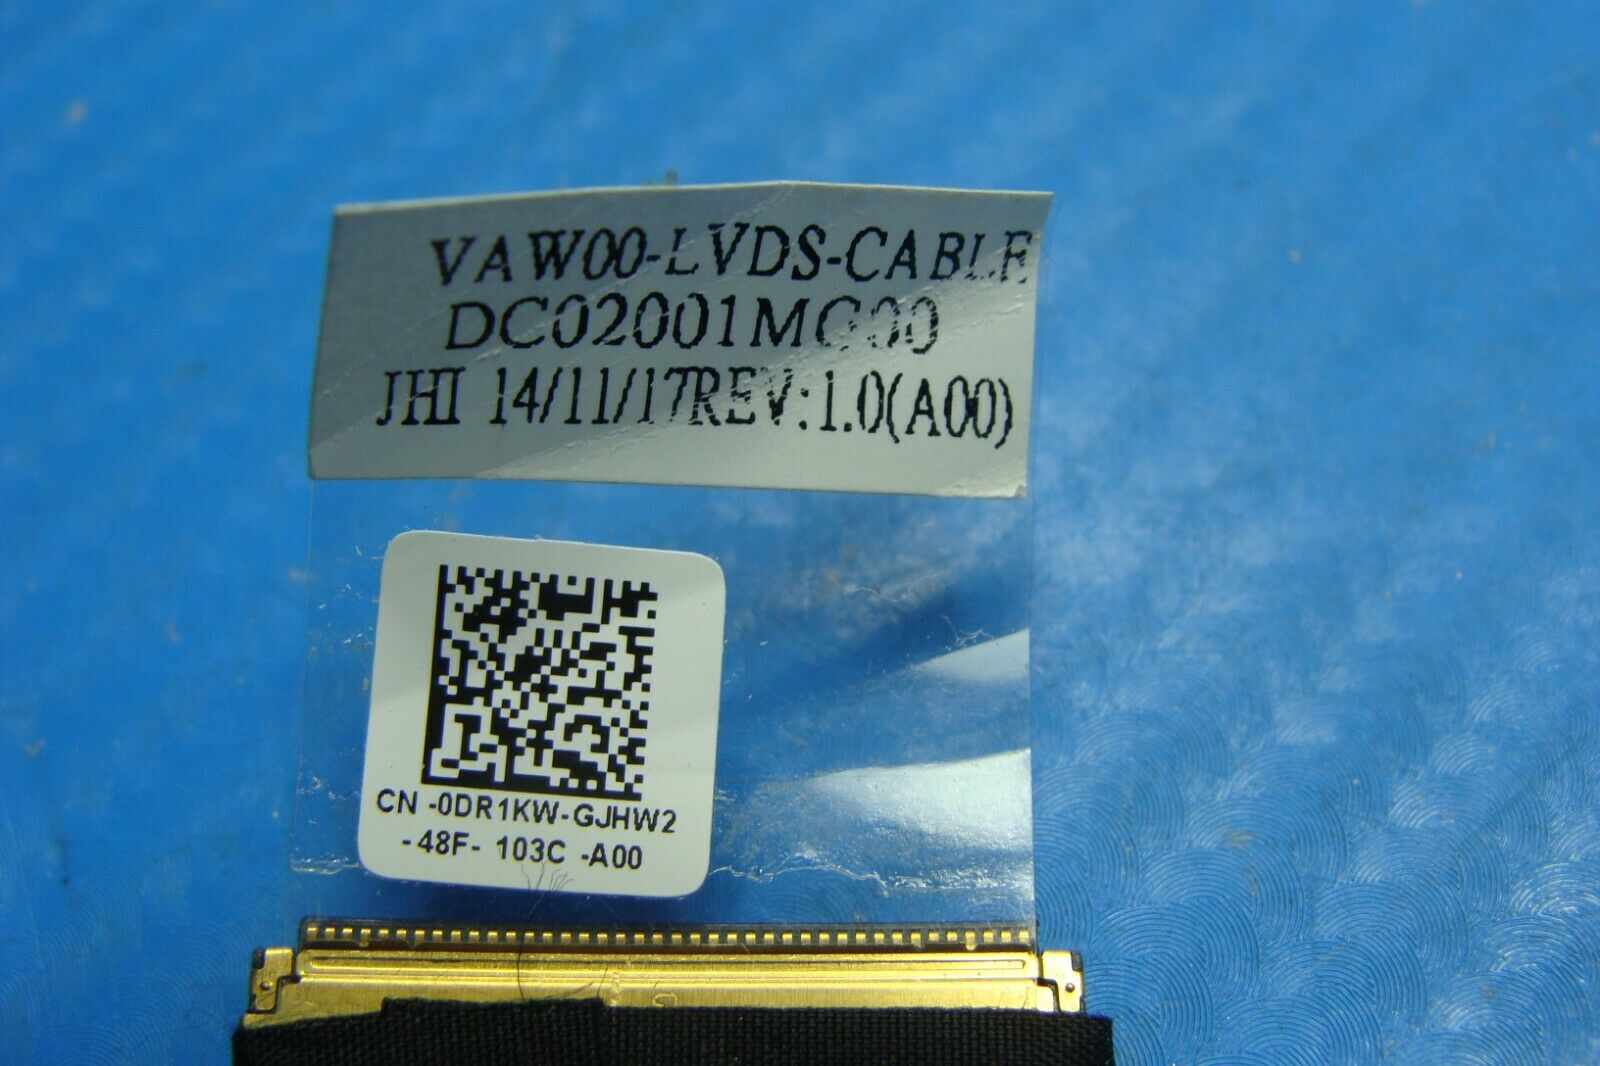 VAW00-LVDS-CABLE
DC02001MG00
JHI 14/11/17REV:1.0(A00)
CN -0DR1KW-GJHW2
-48F- 103C -A00